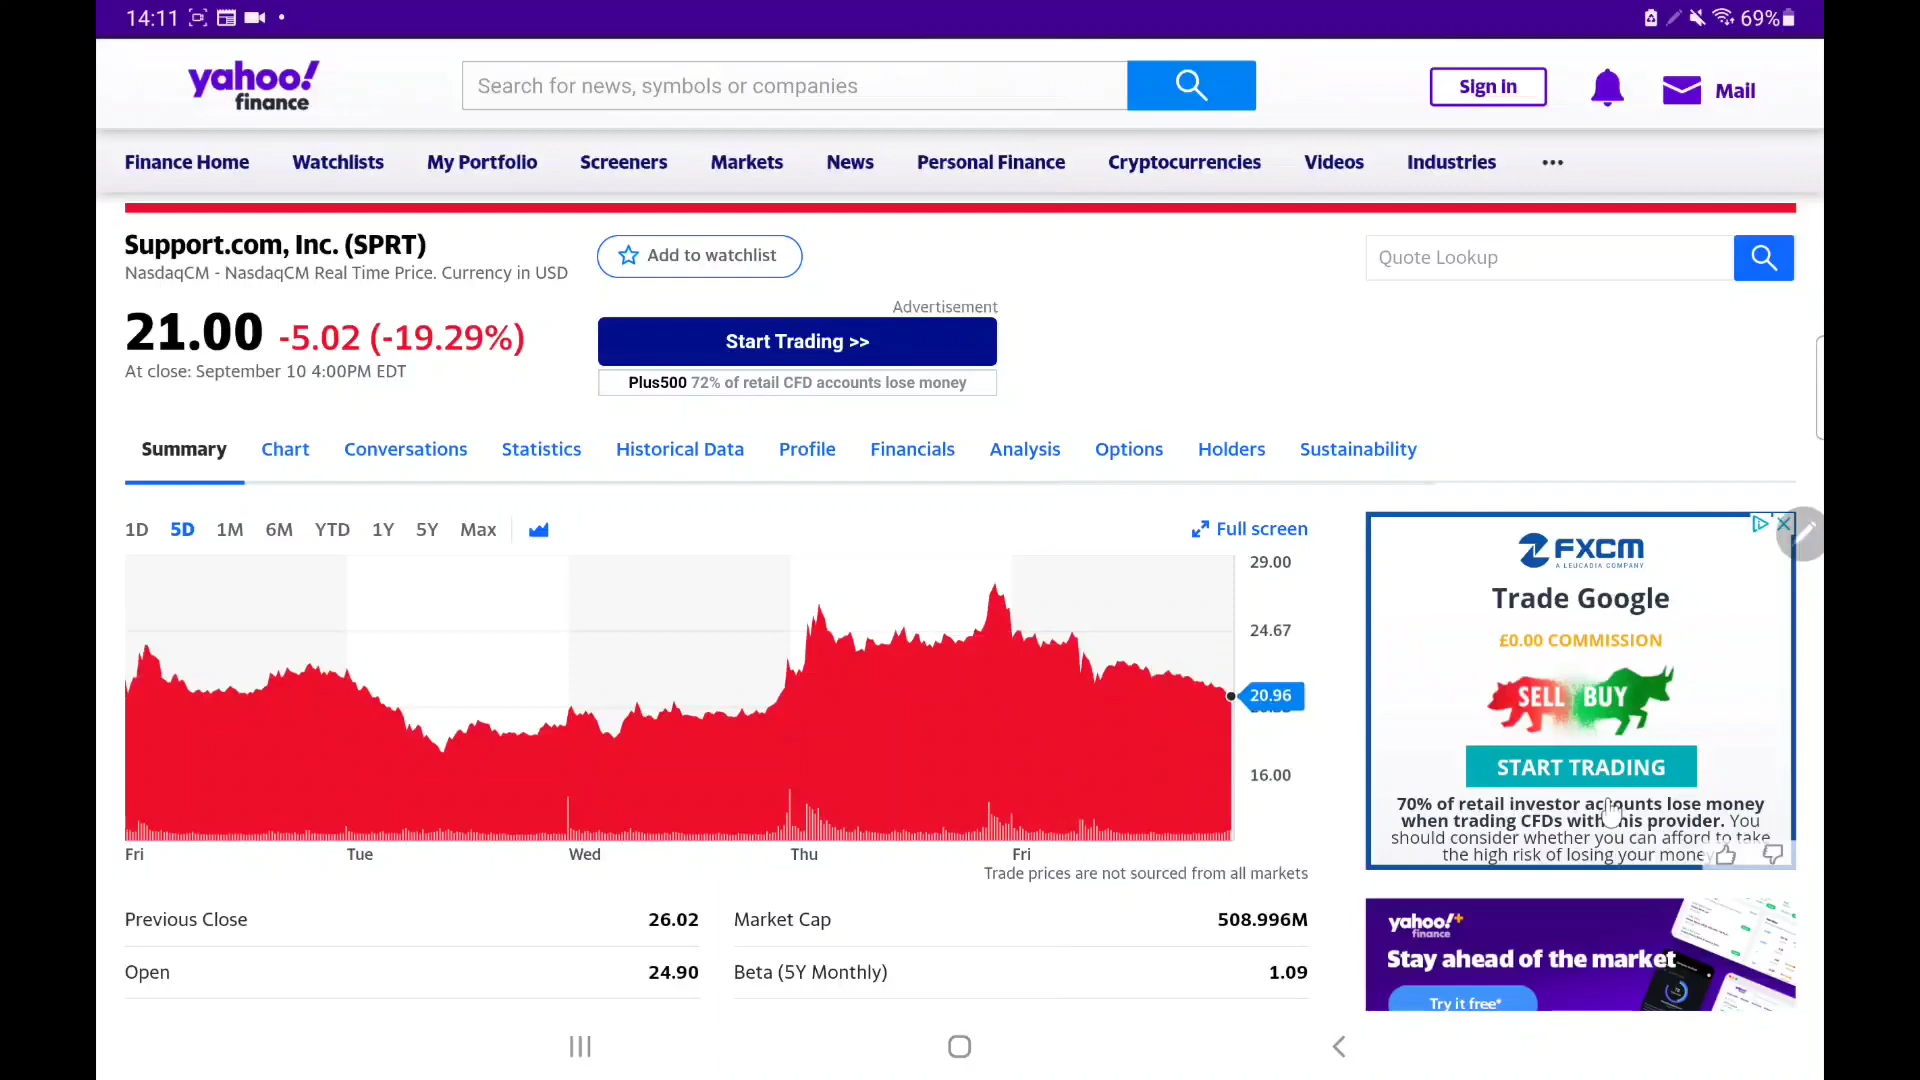 14:11
69%
yahoo!
finance
Search for news, symbols or companies
Sign In
Mail
Finance Home
Watchlists
My Portfolio
Screeners
Markets
News
Personal Finance
Cryptocurrencies
Videos
Industries
Support.com, Inc. (SPRT)
NasdaqCM - NasdaqCM Real Time Price. Currency in USD
Add to watchlist
Quote Lookup
21.00 -5.02 (-19.29%)
At close: September 10 4:00PM EDT
Advertisement
Start Trading >>
Plus500 72% of retail CFD accounts lose money
Summary
Chart
Conversations
Statistics
Historical Data
Profile
Financials
Analysis
Options
Holders
Sustainability
1D 5D 1M 6M YTD 1Y 5Y Max
Full screen
29.00
24.67
20.96
16.00
Fri
Tue
Wed
Thu
Fri
Trade prices are not sourced from all markets
Previous Close 26.02
Market Cap 508.996M
Open 24.90
Beta (5Y Monthly) 1.09
FXCM
A LEUCADIA COMPANY
Trade Google
£0.00 COMMISSION
SELL BUY
START TRADING
70% of retail investor accounts lose money
when trading CFDs with this provider. You
should consider whether you can afford to take
the high risk of losing your money
yahoo!+
finance
Stay ahead of the market
Try it free*